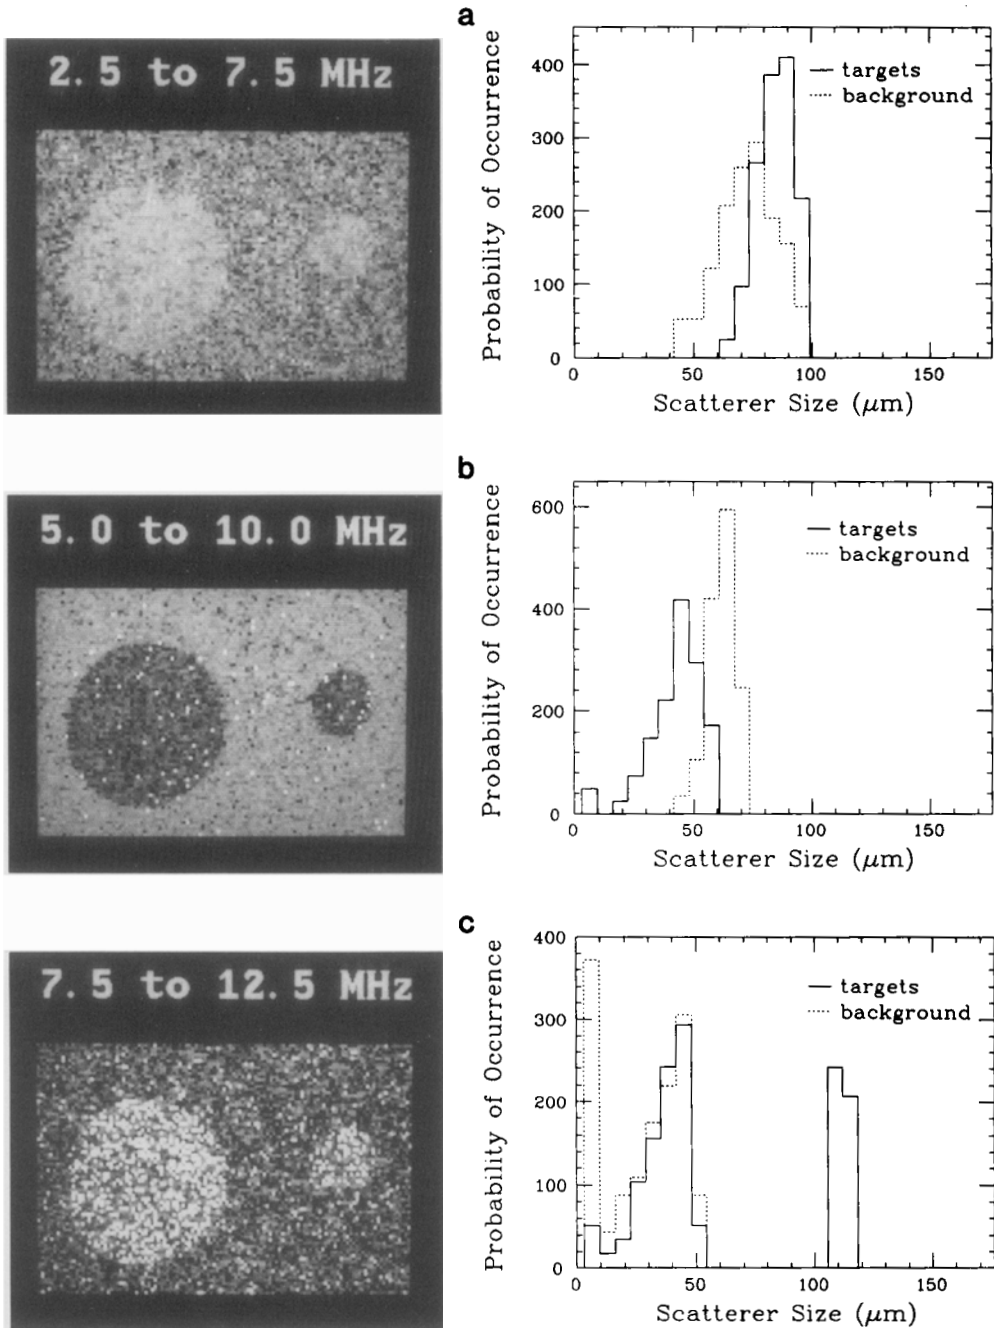 a
2.5 to 7.5 MHz
Probability of Occurrence
400
300
200
100
0
targets
background
0 50 100 150
Scatterer Size (μm)
b
5.0 to 10.0 MHz
Probability of Occurrence
600
400
200
0
targets
background
0 50 100 150
Scatterer Size (μm)
c
7.5 to 12.5 MHz
Probability of Occurrence
400
300
200
100
0
targets
background
0 50 100 150
Scatterer Size (μm)